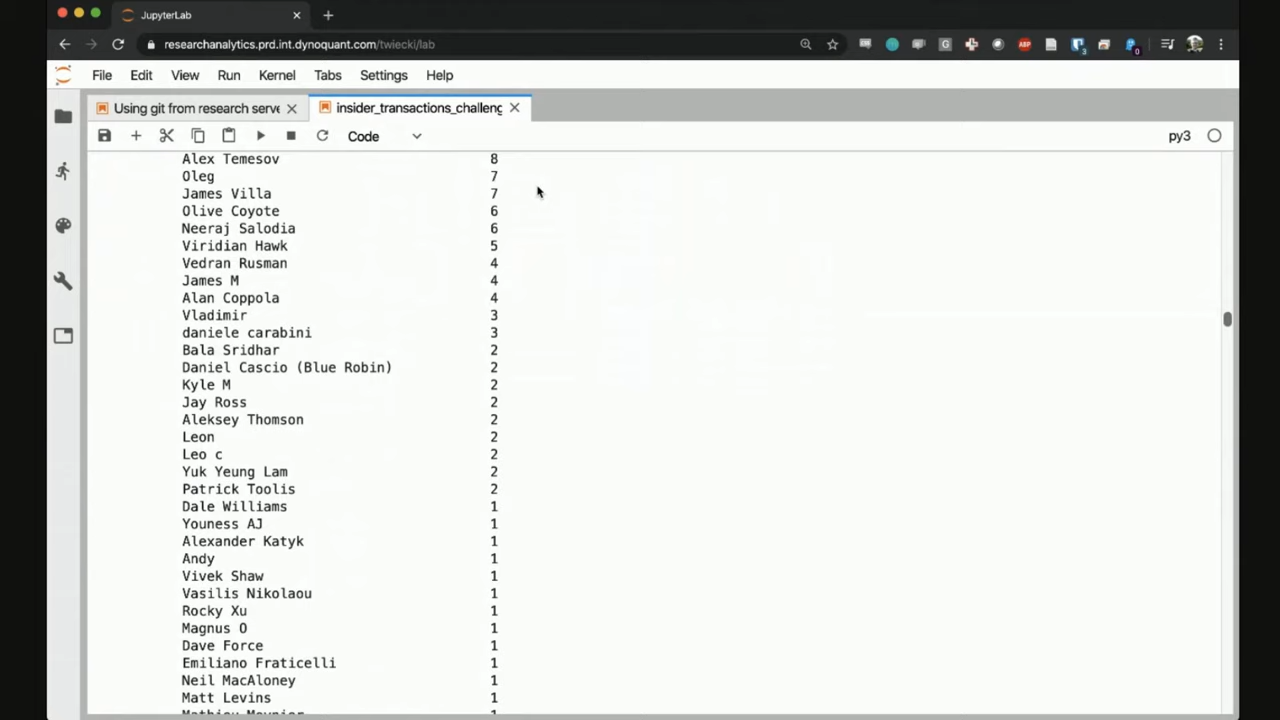 JupyterLab
researchanalytics.prd.int.dynoquant.com/twiecki/lab
File Edit View Run Kernel Tabs Settings Help
Using git from research serve
insider_transactions_challeng
Code
py3
Alex Temesov 8
Oleg 7
James Villa 7
Olive Coyote 6
Neeraj Salodia 6
Viridian Hawk 5
Vedran Rusman 4
James M 4
Alan Coppola 4
Vladimir 3
daniele carabini 3
Bala Sridhar 2
Daniel Cascio (Blue Robin) 2
Kyle M 2
Jay Ross 2
Aleksey Thomson 2
Leon 2
Leo c 2
Yuk Yeung Lam 2
Patrick Toolis 2
Dale Williams 1
Youness AJ 1
Alexander Katyk 1
Andy 1
Vivek Shaw 1
Vasilis Nikolaou 1
Rocky Xu 1
Magnus O 1
Dave Force 1
Emiliano Fraticelli 1
Neil MacAloney 1
Matt Levins 1